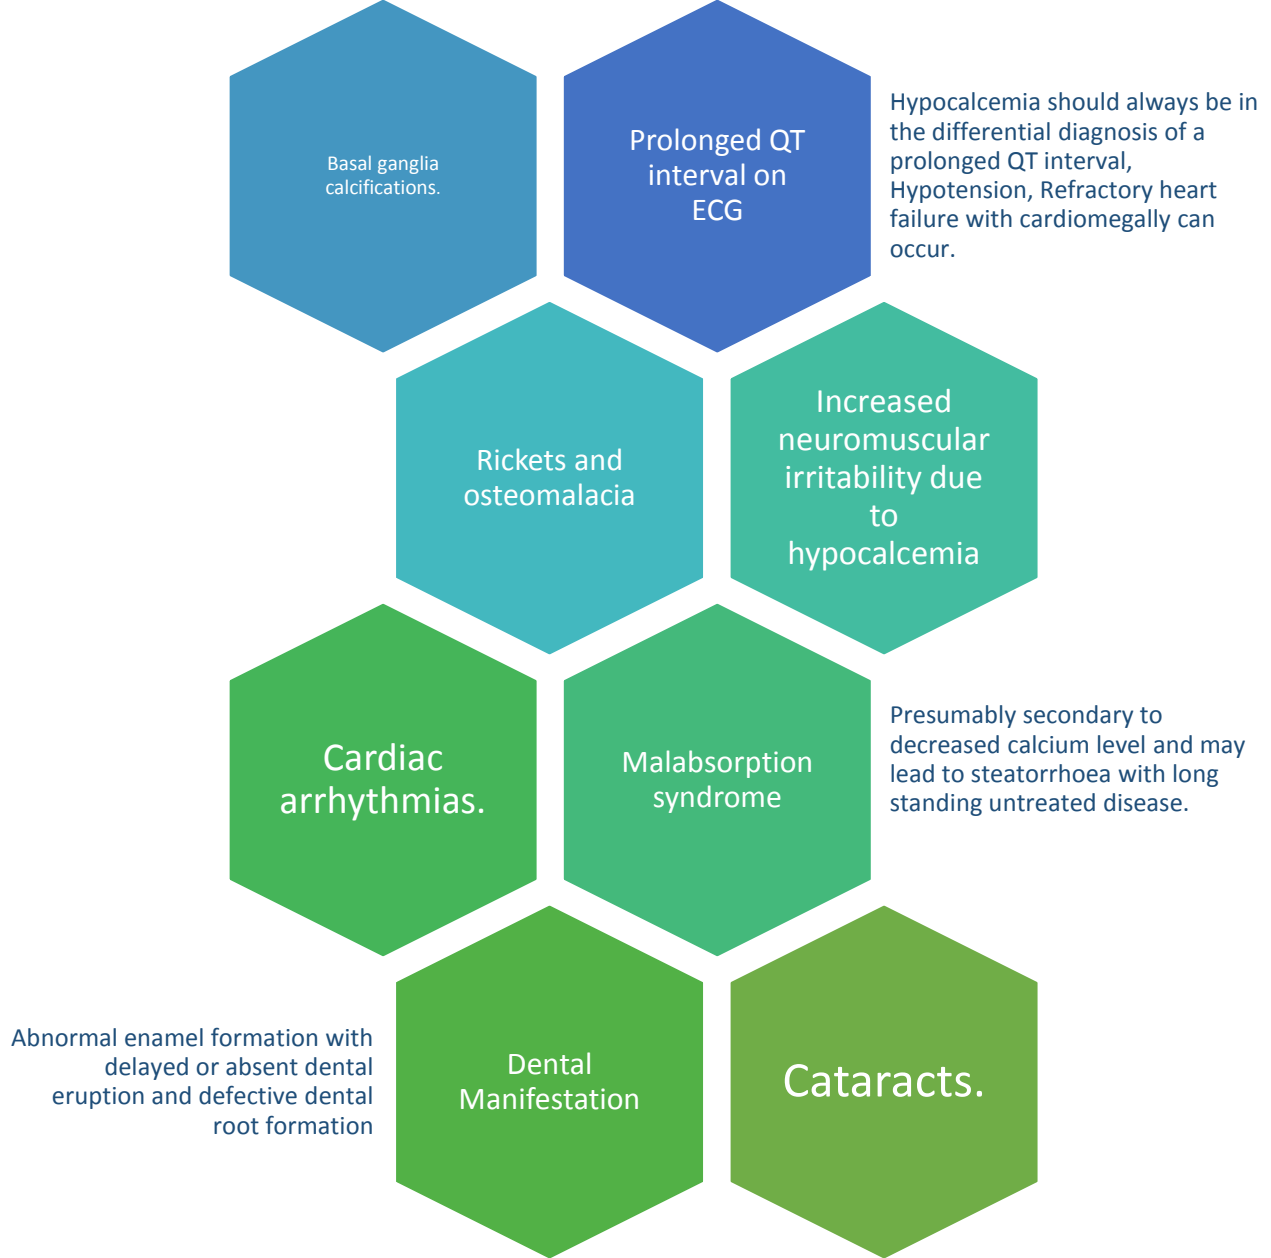 Basal ganglia
calcifications.
Prolonged QT
interval on
ECG
Hypocalcemia should always be in
the differential diagnosis of a
prolonged QT interval,
Hypotension, Refractory heart
failure with cardiomegally can
occur.
Rickets and
osteomalacia
Increased
neuromuscular
irritability due
to
hypocalcemia
Cardiac
arrhythmias.
Malabsorption
syndrome
Presumably secondary to
decreased calcium level and may
lead to steatorrhoea with long
standing untreated disease.
Abnormal enamel formation with
delayed or absent dental
eruption and defective dental
root formation
Dental
Manifestation
Cataracts.